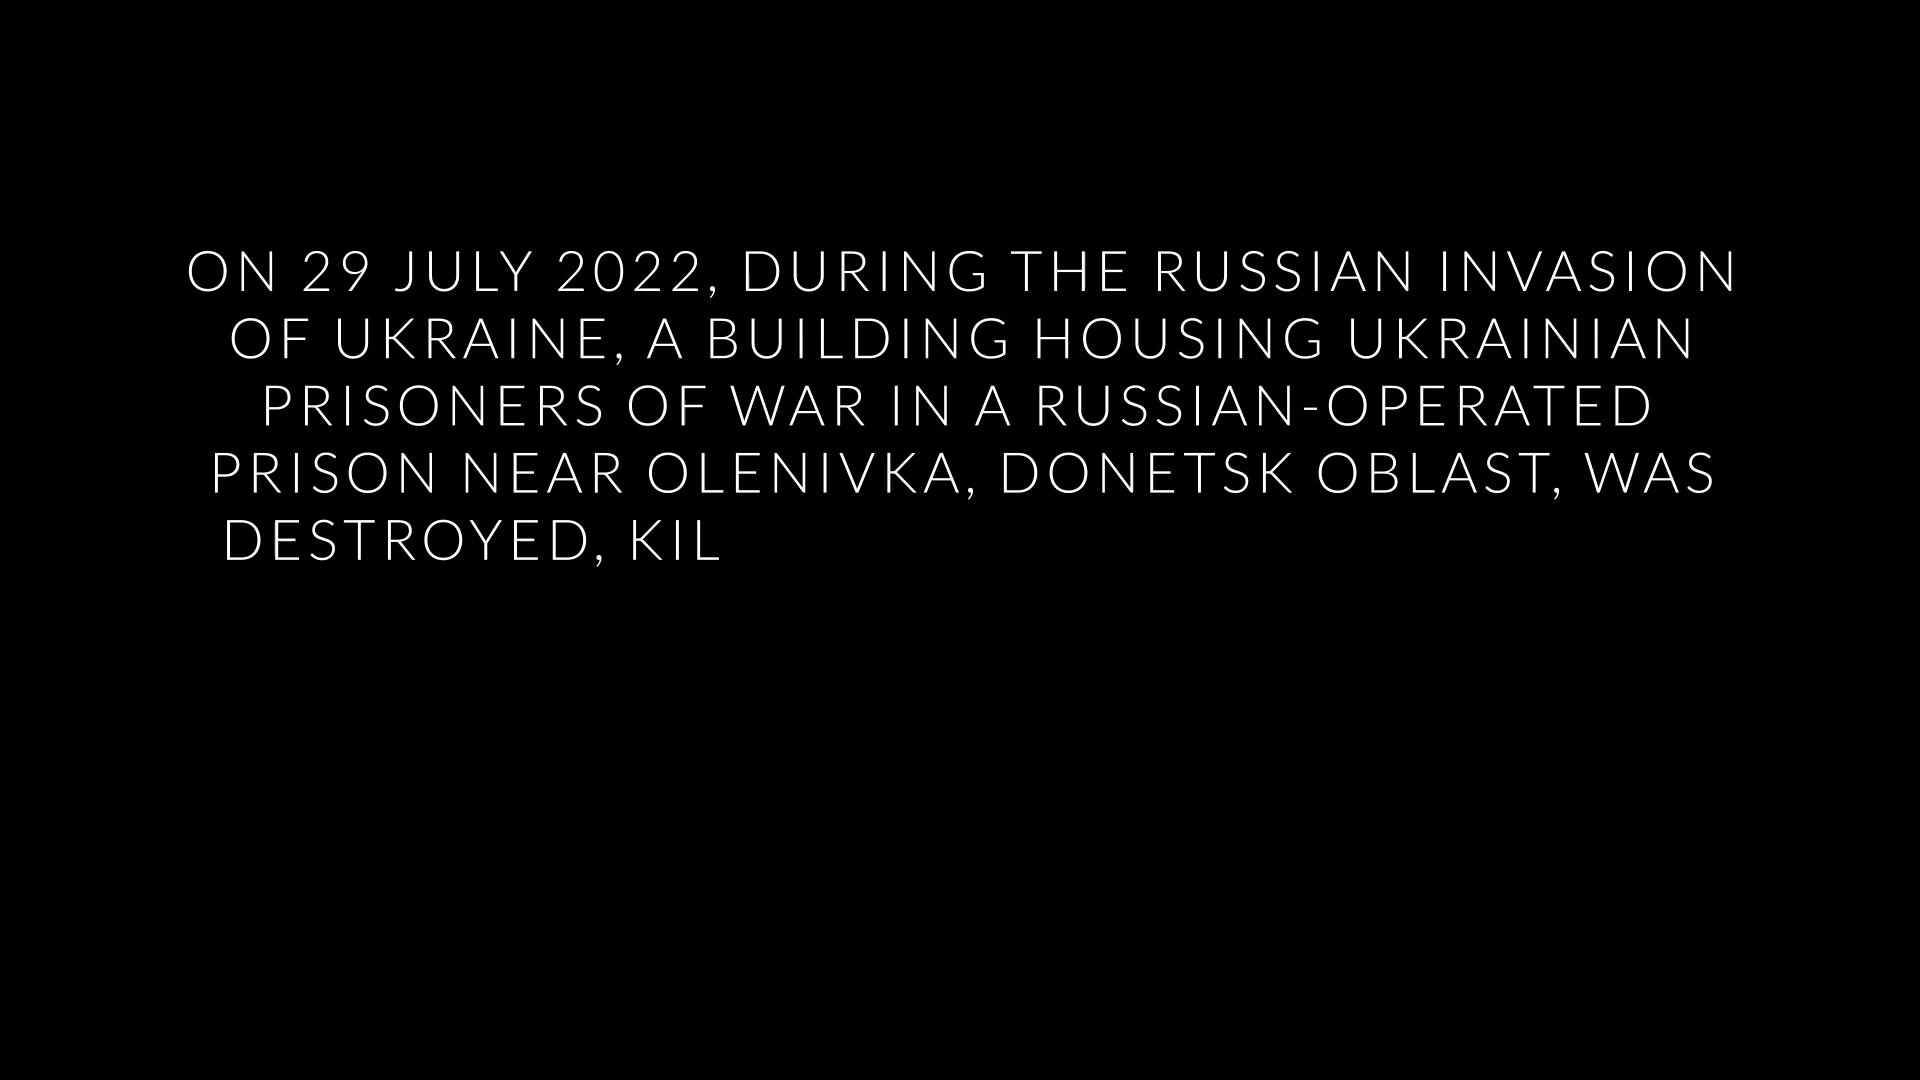 ON 29 JULY 2022, DURING THE RUSSIAN INVASION
OF UKRAINE, A BUILDING HOUSING UKRAINIAN
PRISONERS OF WAR IN A RUSSIAN-OPERATED
PRISON NEAR OLENIVKA, DONETSK OBLAST, WAS
DESTROYED, KIL